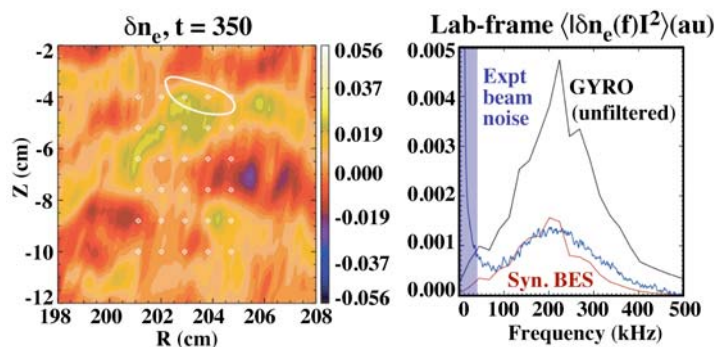 δnₑ, t = 350
-2
-4
-6
-8
-10
-12
Z (cm)
198
200
202
204
206
208
R (cm)
0.056
0.036
0.017
0.000
-0.019
-0.036
-0.056
Lab-frame ⟨|δnₑ(f)|²⟩(au)
0.005
0.004
0.003
0.002
0.001
0.000
Expt
beam
noise
GYRO
(unfiltered)
Syn. BES
0
100
200
300
400
500
Frequency (kHz)